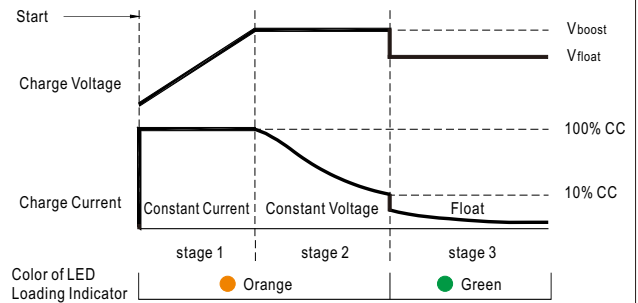 Start
Vboost
Vfloat
Charge Voltage
100% CC
10% CC
Charge Current
Constant Current
Constant Voltage
Float
stage 1
stage 2
stage 3
Color of LED
Loading Indicator
Orange
Green